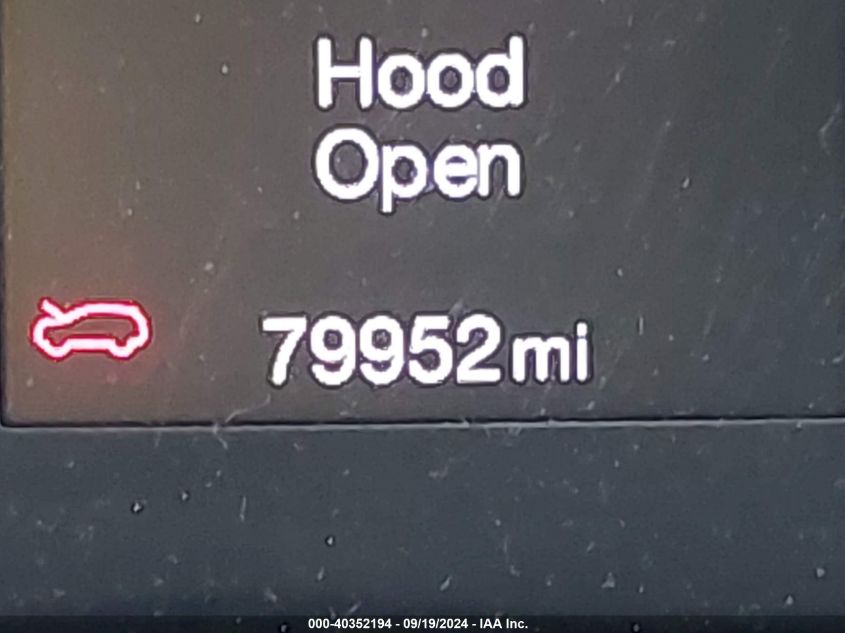 Hood
Open
79952mi
000-40352194 - 09/19/2024 - IAA Inc.